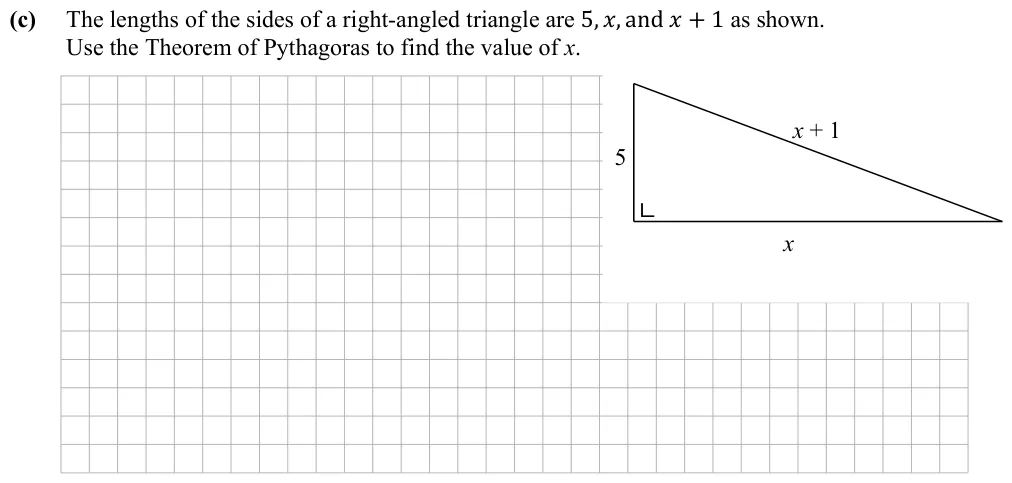 (c) The lengths of the sides of a right-angled triangle are 5, x, and x + 1 as shown.
Use the Theorem of Pythagoras to find the value of x.
x + 1
5
x